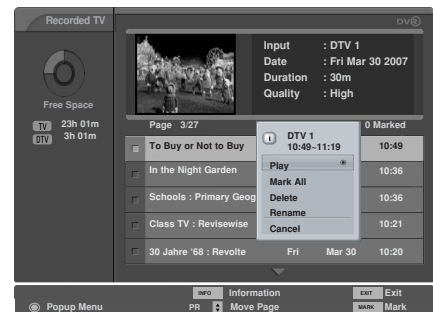 Recorded TV
DVR
Input : DTV 1
Date : Fri Mar 30 2007
Duration : 30m
Quality : High
Free Space
TV 23h 01m
DTV 3h 01m
Page 3/27
0 Marked
To Buy or Not to Buy 10:49
In the Night Garden 10:36
Schools : Primary Geog 10:36
Class TV : Revisewise 10:21
30 Jahre ‘68 : Revolte Fri Mar 30 10:20
i DTV 1
10:49~11:19
Play
Mark All
Delete
Rename
Cancel
INFO Information EXIT Exit
Popup Menu PR Move Page MARK Mark